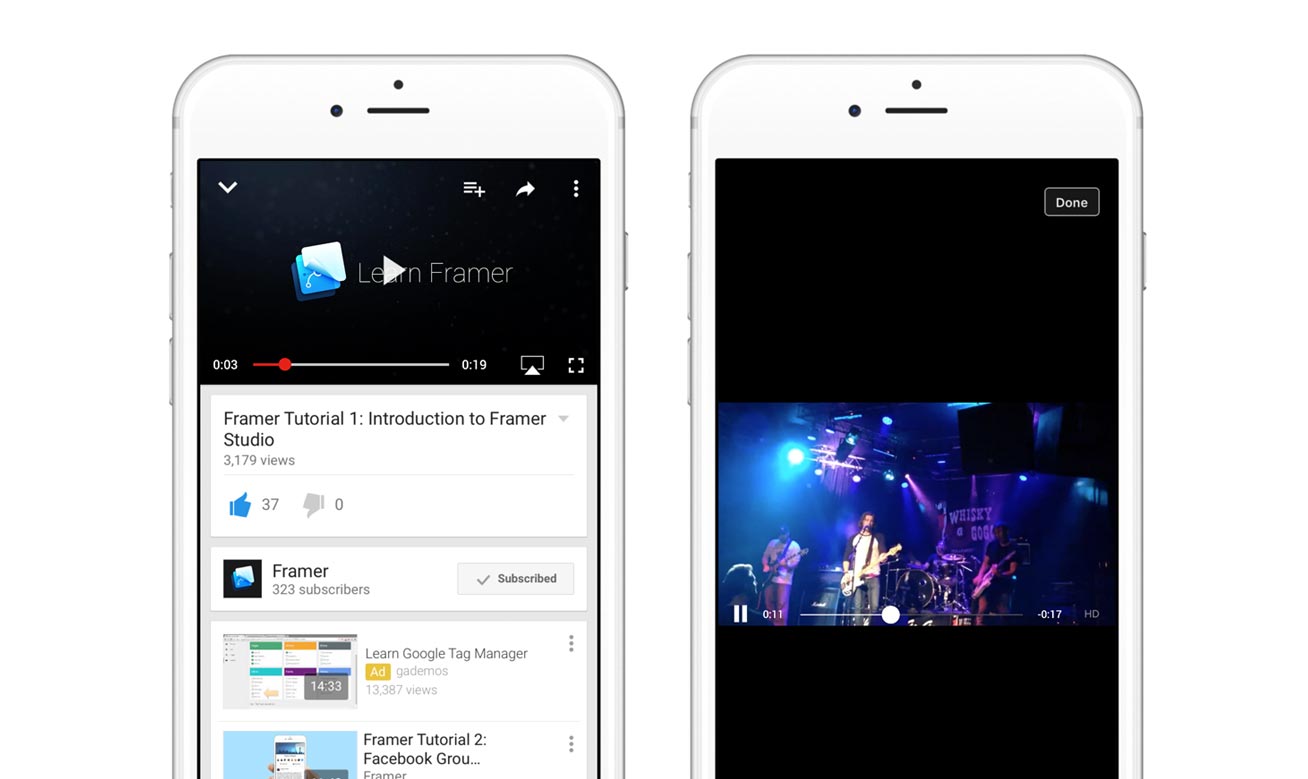 Learn Framer
0:03
0:19
Framer Tutorial 1: Introduction to Framer
Studio
3,179 views
37
0
Framer
323 subscribers
Subscribed
14:33
Learn Google Tag Manager
Ad gademos
13,387 views
Framer Tutorial 2:
Facebook Grou...
Framer
Done
WHISKY
a
GOGO
0:11
-0:17
HD